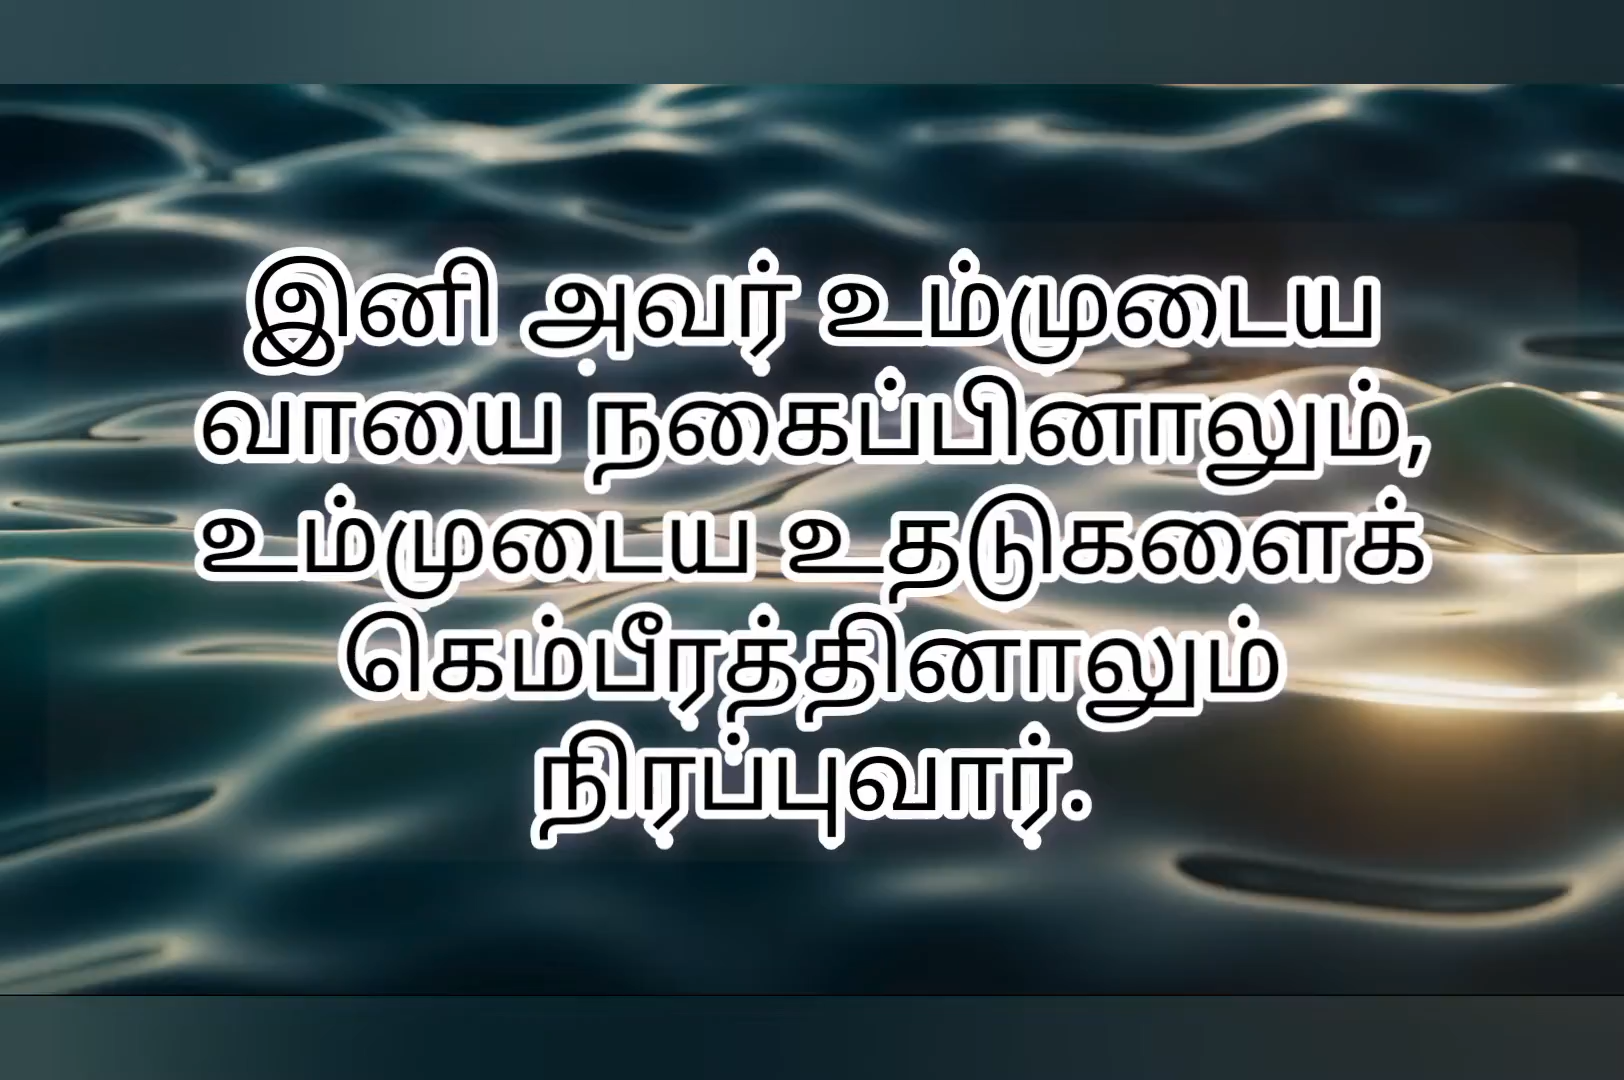 இனி அவர் உம்முடைய
வாயை நகைப்பினாலும்,
உம்முடைய உதடுகளைக்
கெம்பீரத்தினாலும்
நிரப்புவார்.